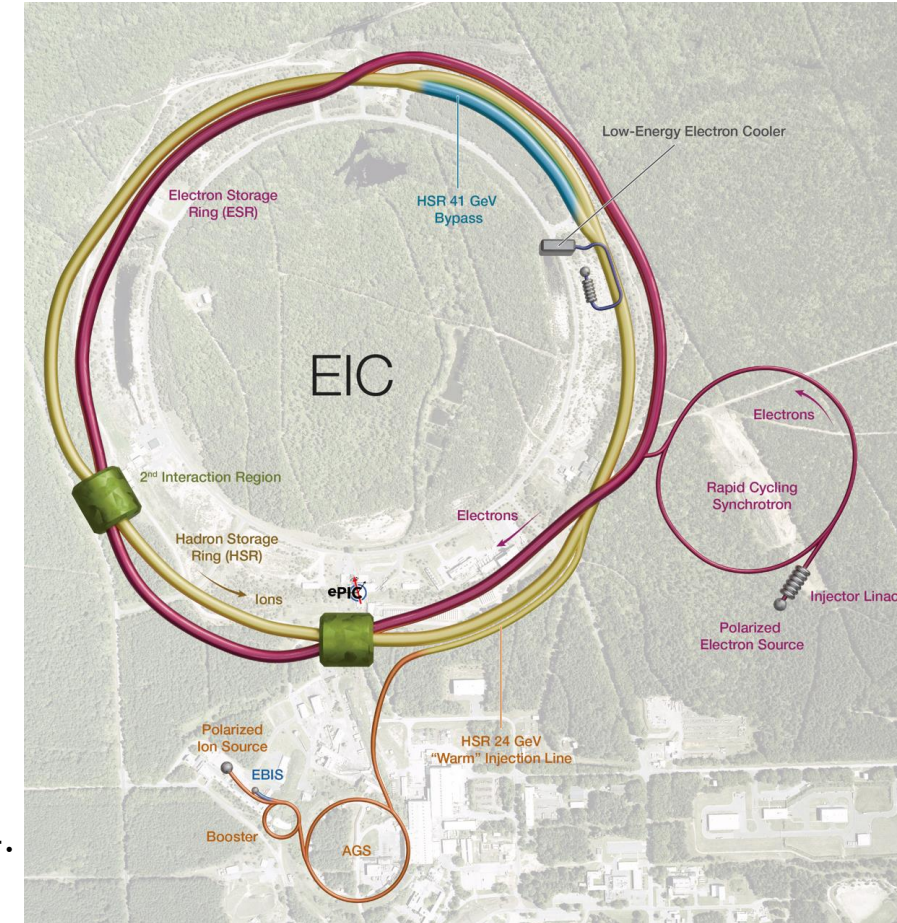 Low-Energy Electron Cooler
Electron Storage
Ring (ESR)
HSR 41 GeV
Bypass
EIC
Electrons
2nd Interaction Region
Rapid Cycling
Synchrotron
Electrons
Hadron Storage
Ring (HSR)
Ions
ePIC
Injector Linac
Polarized
Electron Source
Polarized
Ion Source
HSR 24 GeV
“Warm” Injection Line
EBIS
Booster
AGS